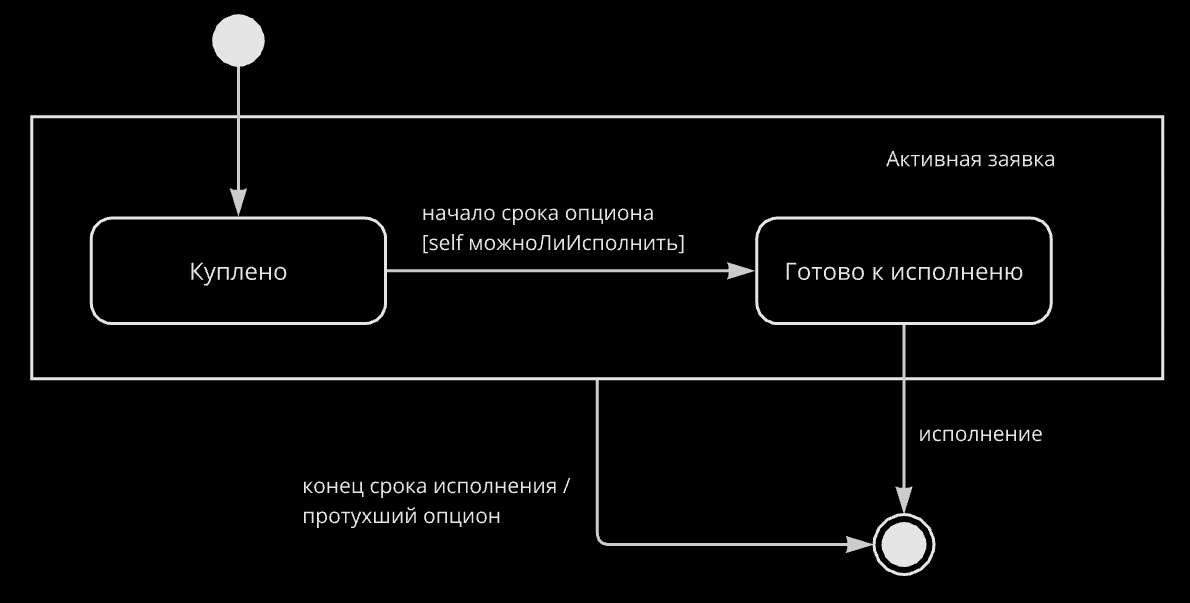 Активная заявка
начало срока опциона
[self можноЛиИсполнить]
Куплено
Готово к исполненю
исполнение
конец срока исполнения /
протухший опцион